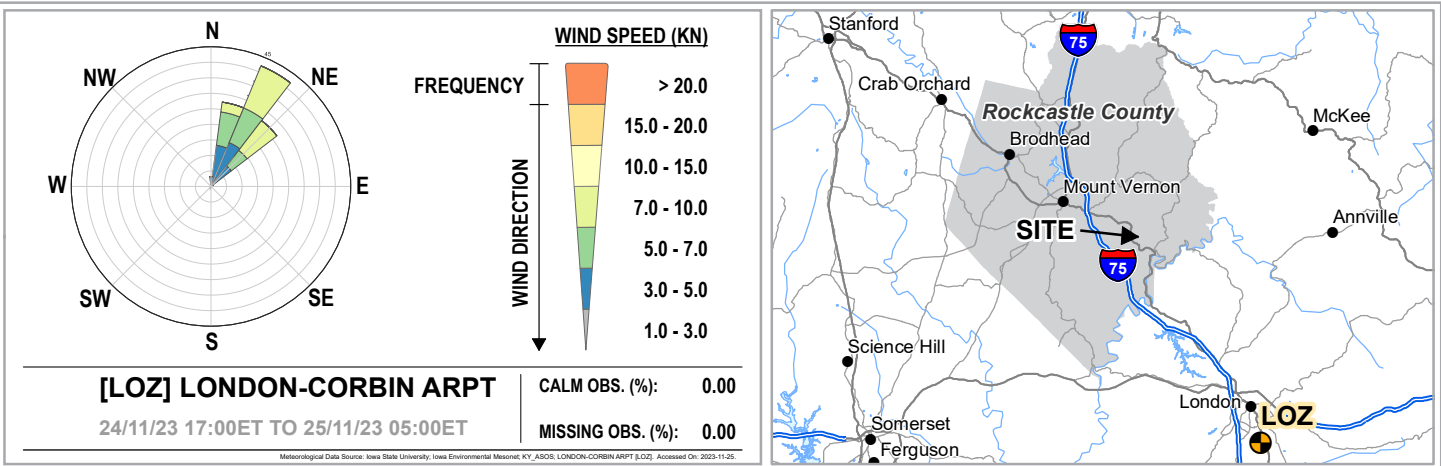 N
NE
E
SE
S
SW
W
NW
45
WIND SPEED (KN)
FREQUENCY
WIND DIRECTION
> 20.0
15.0 - 20.0
10.0 - 15.0
7.0 - 10.0
5.0 - 7.0
3.0 - 5.0
1.0 - 3.0
[LOZ] LONDON-CORBIN ARPT
24/11/23 17:00ET TO 25/11/23 05:00ET
CALM OBS. (%): 0.00
MISSING OBS. (%): 0.00
Meteorological Data Source: Iowa State University; Iowa Environmental Mesonet; KY_ASOS; LONDON-CORBIN ARPT [LOZ]. Accessed On: 2023-11-25.
Stanford
75
Crab Orchard
Rockcastle County
McKee
Brodhead
Mount Vernon
Annville
SITE
75
Science Hill
London
LOZ
Somerset
Ferguson